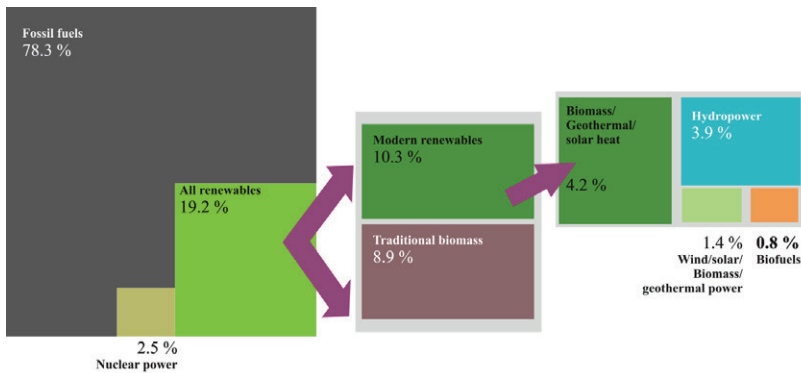 Fossil fuels
78.3 %
All renewables
19.2 %
2.5 %
Nuclear power
Modern renewables
10.3 %
Traditional biomass
8.9 %
Biomass/
Geothermal/
solar heat
4.2 %
Hydropower
3.9 %
1.4 %
Wind/solar/
Biomass/
geothermal power
0.8 %
Biofuels